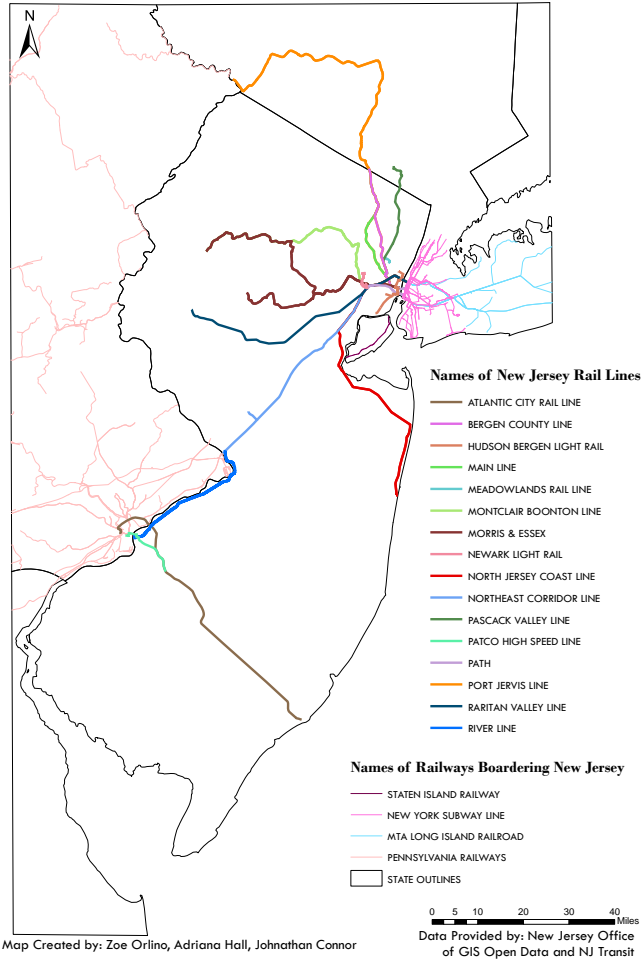 N
Names of New Jersey Rail Lines
ATLANTIC CITY RAIL LINE
BERGEN COUNTY LINE
HUDSON BERGEN LIGHT RAIL
MAIN LINE
MEADOWLANDS RAIL LINE
MONTCLAIR BOONTON LINE
MORRIS & ESSEX
NEWARK LIGHT RAIL
NORTH JERSEY COAST LINE
NORTHEAST CORRIDOR LINE
PASCACK VALLEY LINE
PATCO HIGH SPEED LINE
PATH
PORT JERVIS LINE
RARITAN VALLEY LINE
RIVER LINE
Names of Railways Boardering New Jersey
STATEN ISLAND RAILWAY
NEW YORK SUBWAY LINE
MTA LONG ISLAND RAILROAD
PENNSYLVANIA RAILWAYS
STATE OUTLINES
0 5 10 20 30 40
Miles
Map Created by: Zoe Orlino, Adriana Hall, Johnathan Connor
Data Provided by: New Jersey Office
of GIS Open Data and NJ Transit